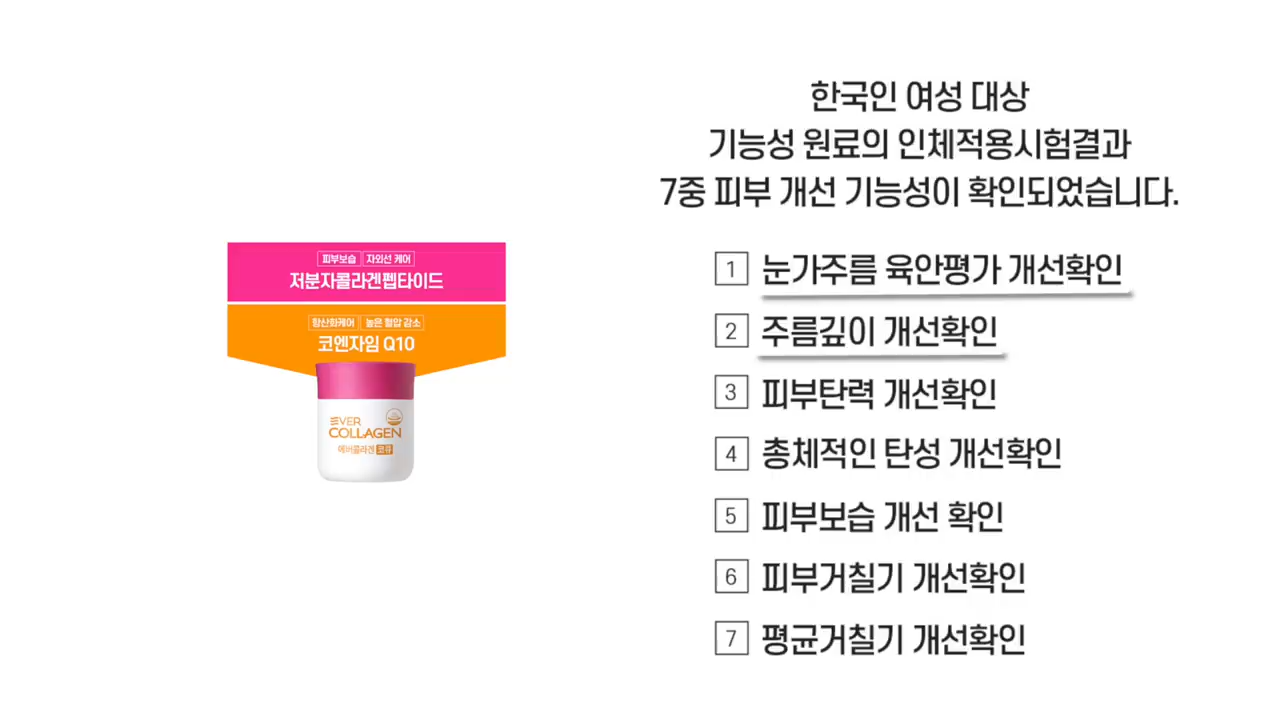 한국인 여성 대상
기능성 원료의 인체적용시험결과
7중 피부 개선 기능성이 확인되었습니다.
피부보습 자외선 케어
저분자콜라겐펩타이드
항산화케어 높은 혈압 감소
코엔자임 Q10
EVER
COLLAGEN
에버콜라겐 코큐
1 눈가주름 육안평가 개선확인
2 주름깊이 개선확인
3 피부탄력 개선확인
4 총체적인 탄성 개선확인
5 피부보습 개선 확인
6 피부거칠기 개선확인
7 평균거칠기 개선확인